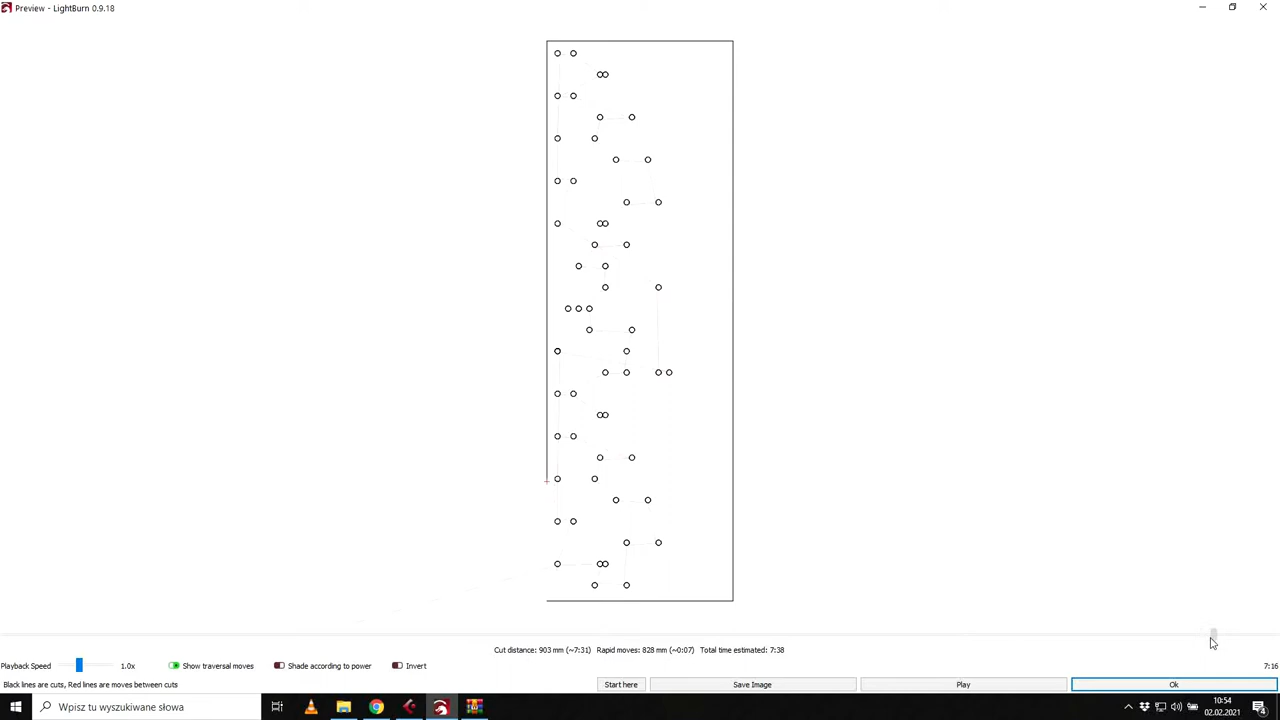 Preview - LightBurn 0.9.18
Cut distance: 903 mm (~7:31) Rapid moves: 828 mm (~0:07) Total time estimated: 7:38
Playback Speed 1.0x Show traversal moves Shade according to power Invert 7:16
Black lines are cuts, Red lines are moves between cuts Start here Save Image Play Ok
Wpisz tu wyszukiwane słowa
10:54
02.02.2021
4